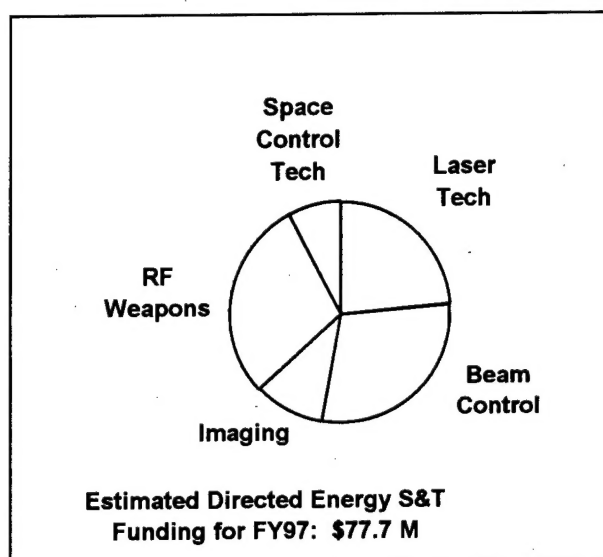 Space
Control
Tech
Laser
Tech
RF
Weapons
Beam
Control
Imaging
Estimated Directed Energy S&T
Funding for FY97: $77.7 M